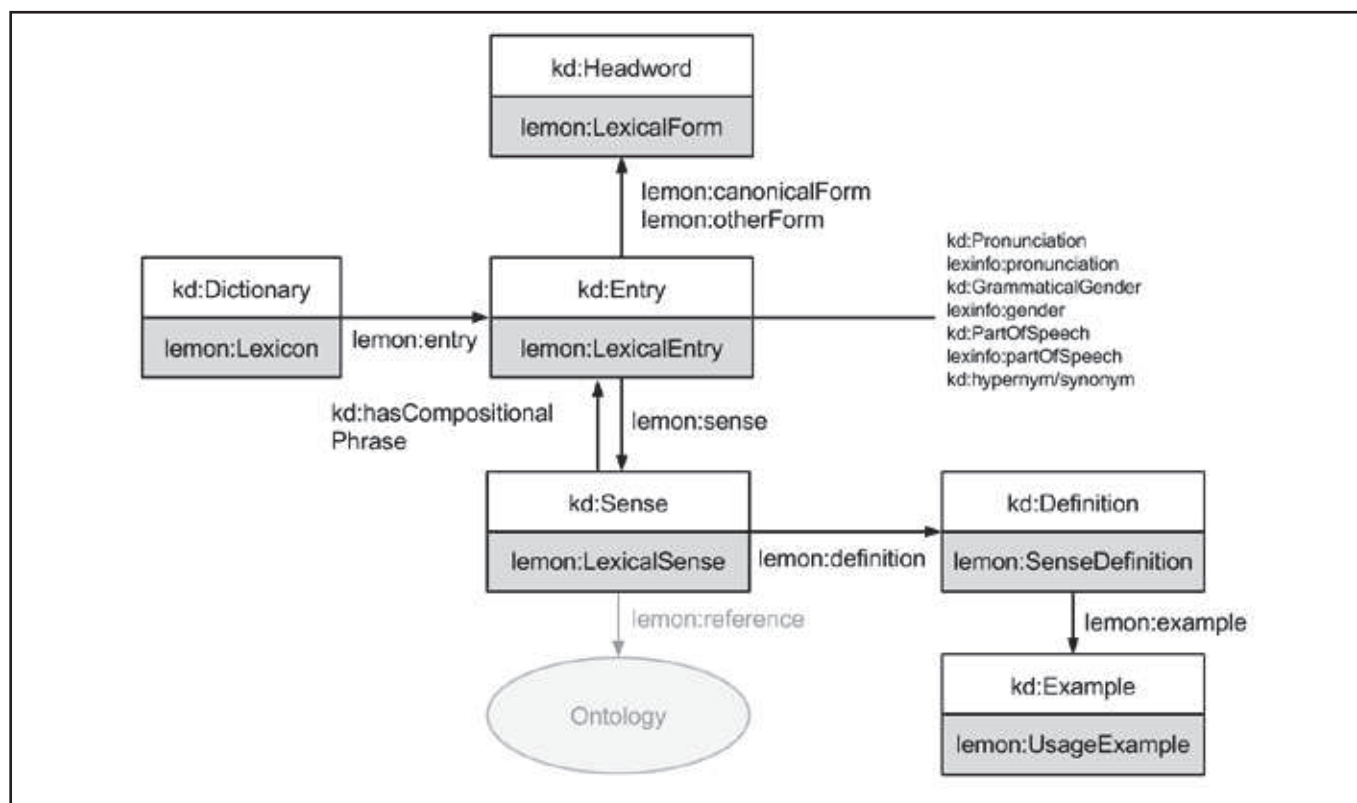 kd:Headword
lemon:LexicalForm
lemon:canonicalForm
lemon:otherForm
kd:Pronunciation
lexinfo:pronunciation
kd:GrammaticalGender
lexinfo:gender
kd:PartOfSpeech
lexinfo:partOfSpeech
kd:hypernym/synonym
kd:Dictionary
lemon:Lexicon
lemon:entry
kd:Entry
lemon:LexicalEntry
kd:hasCompositional
Phrase
lemon:sense
kd:Sense
lemon:LexicalSense
lemon:definition
kd:Definition
lemon:SenseDefinition
lemon:reference
lemon:example
Ontology
kd:Example
lemon:UsageExample